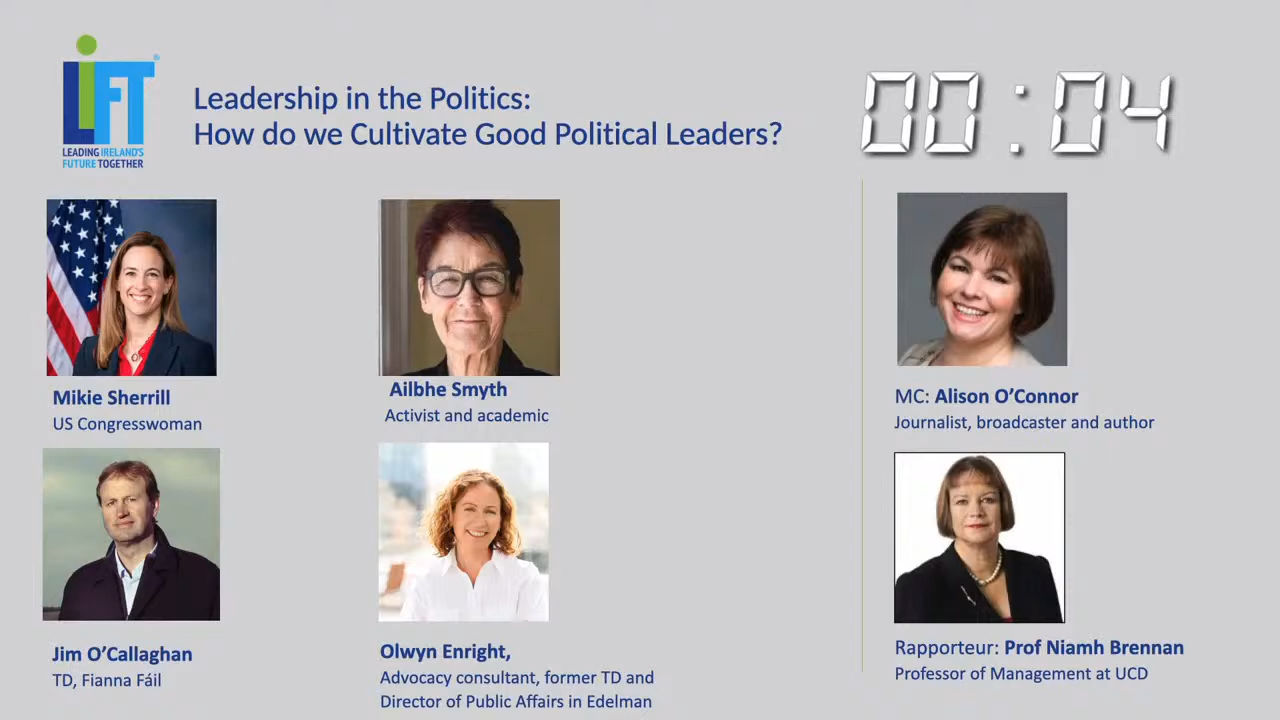 LiFT®
LEADING IRELAND'S
FUTURE TOGETHER
Leadership in the Politics:
How do we Cultivate Good Political Leaders?
00:04
Mikie Sherrill
US Congresswoman
Ailbhe Smyth
Activist and academic
MC: Alison O’Connor
Journalist, broadcaster and author
Jim O’Callaghan
TD, Fianna Fáil
Olwyn Enright,
Advocacy consultant, former TD and
Director of Public Affairs in Edelman
Rapporteur: Prof Niamh Brennan
Professor of Management at UCD